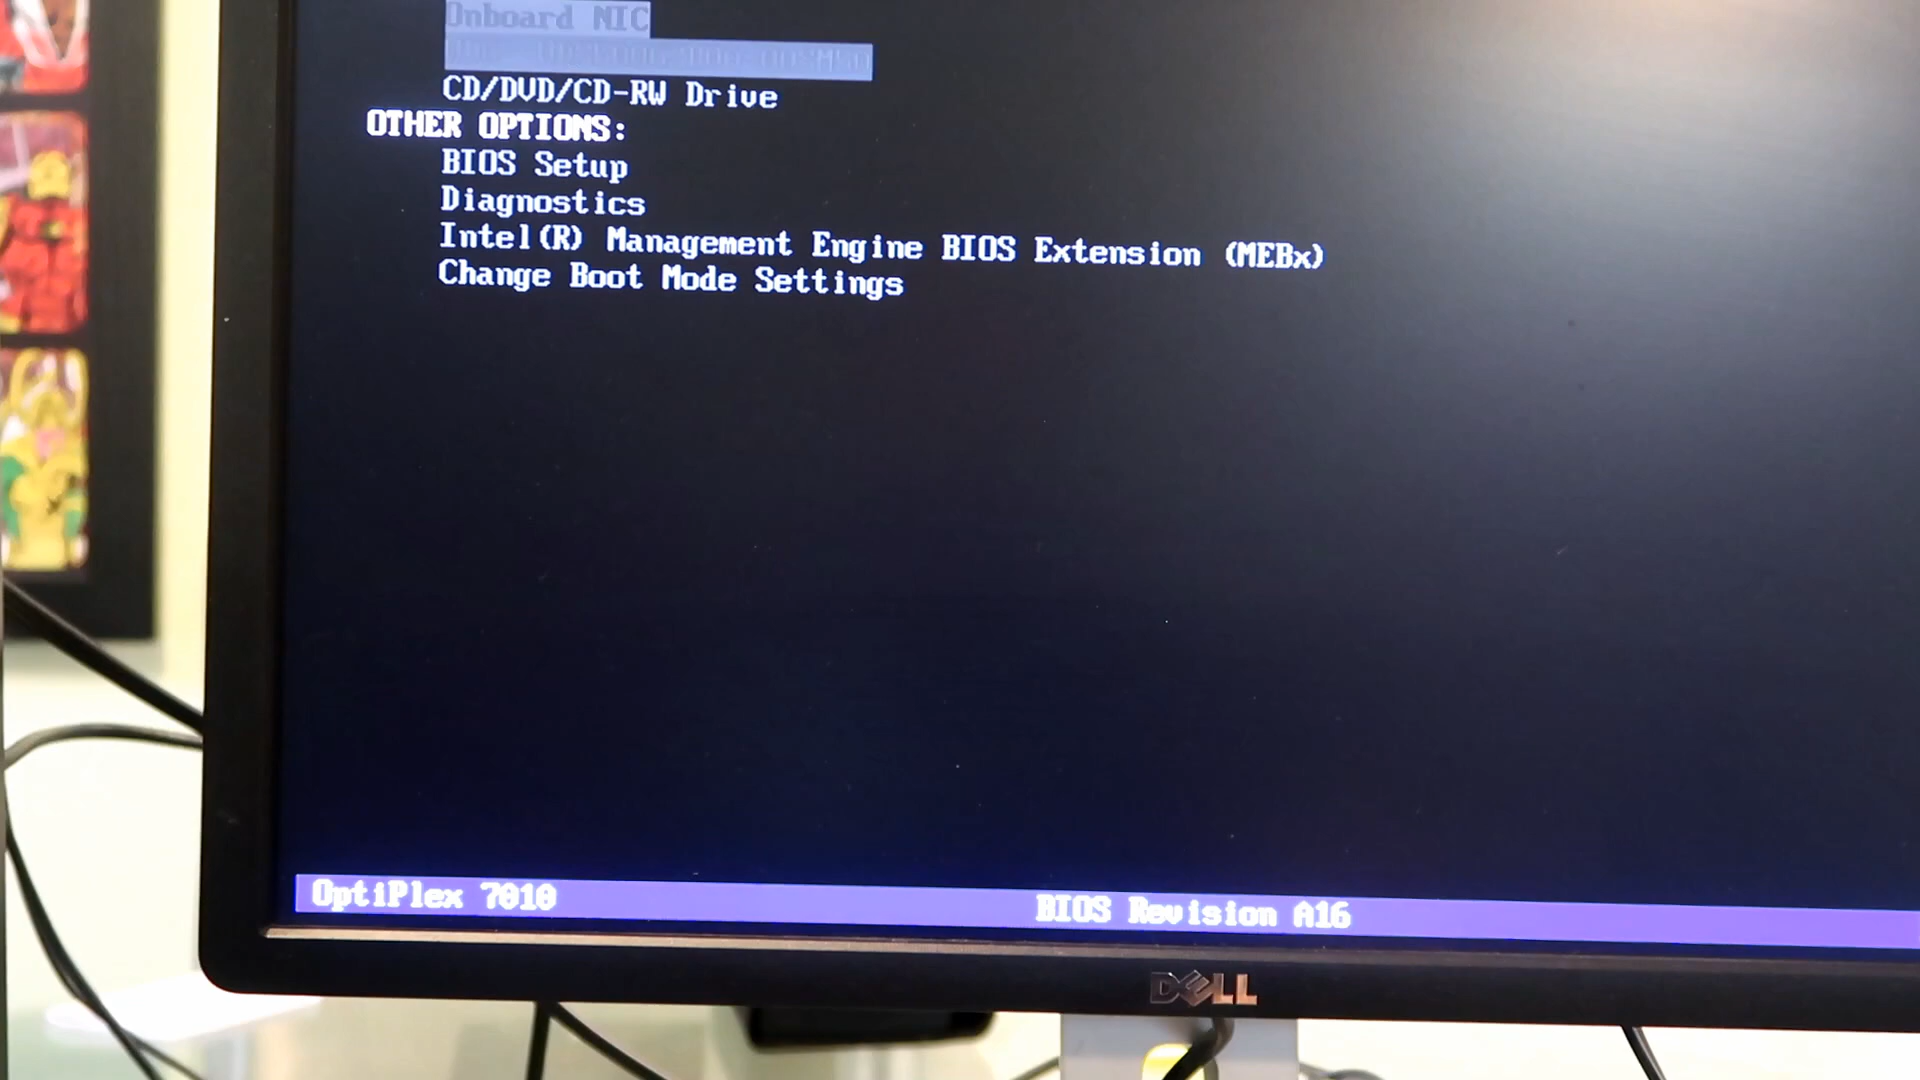 Onboard NIC
CD/DVD/CD-RW Drive
OTHER OPTIONS:
BIOS Setup
Diagnostics
Intel(R) Management Engine BIOS Extension (MEBx)
Change Boot Mode Settings
OptiPlex 7010
BIOS Revision A16
DELL